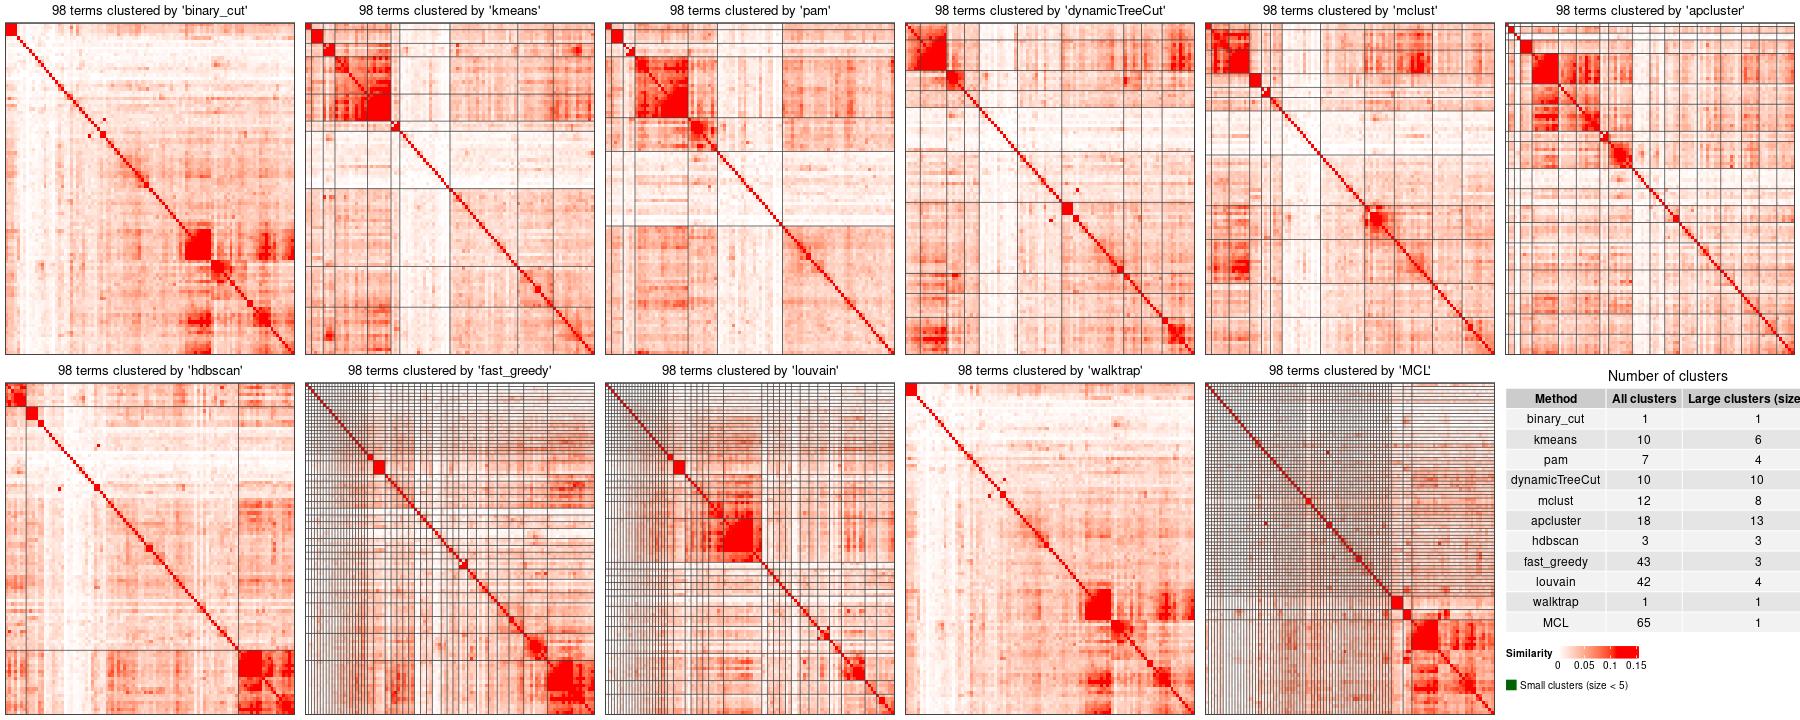 98 terms clustered by 'binary_cut'
98 terms clustered by 'kmeans'
98 terms clustered by 'pam'
98 terms clustered by 'dynamicTreeCut'
98 terms clustered by 'mclust'
98 terms clustered by 'apcluster'
98 terms clustered by 'hdbscan'
98 terms clustered by 'fast_greedy'
98 terms clustered by 'louvain'
98 terms clustered by 'walktrap'
98 terms clustered by 'MCL'
Number of clusters
Method All clusters Large clusters (size
binary_cut 1 1
kmeans 10 6
pam 7 4
dynamicTreeCut 10 10
mclust 12 8
apcluster 18 13
hdbscan 3 3
fast_greedy 43 3
louvain 42 4
walktrap 1 1
MCL 65 1
Similarity
0 0.05 0.1 0.15
Small clusters (size < 5)